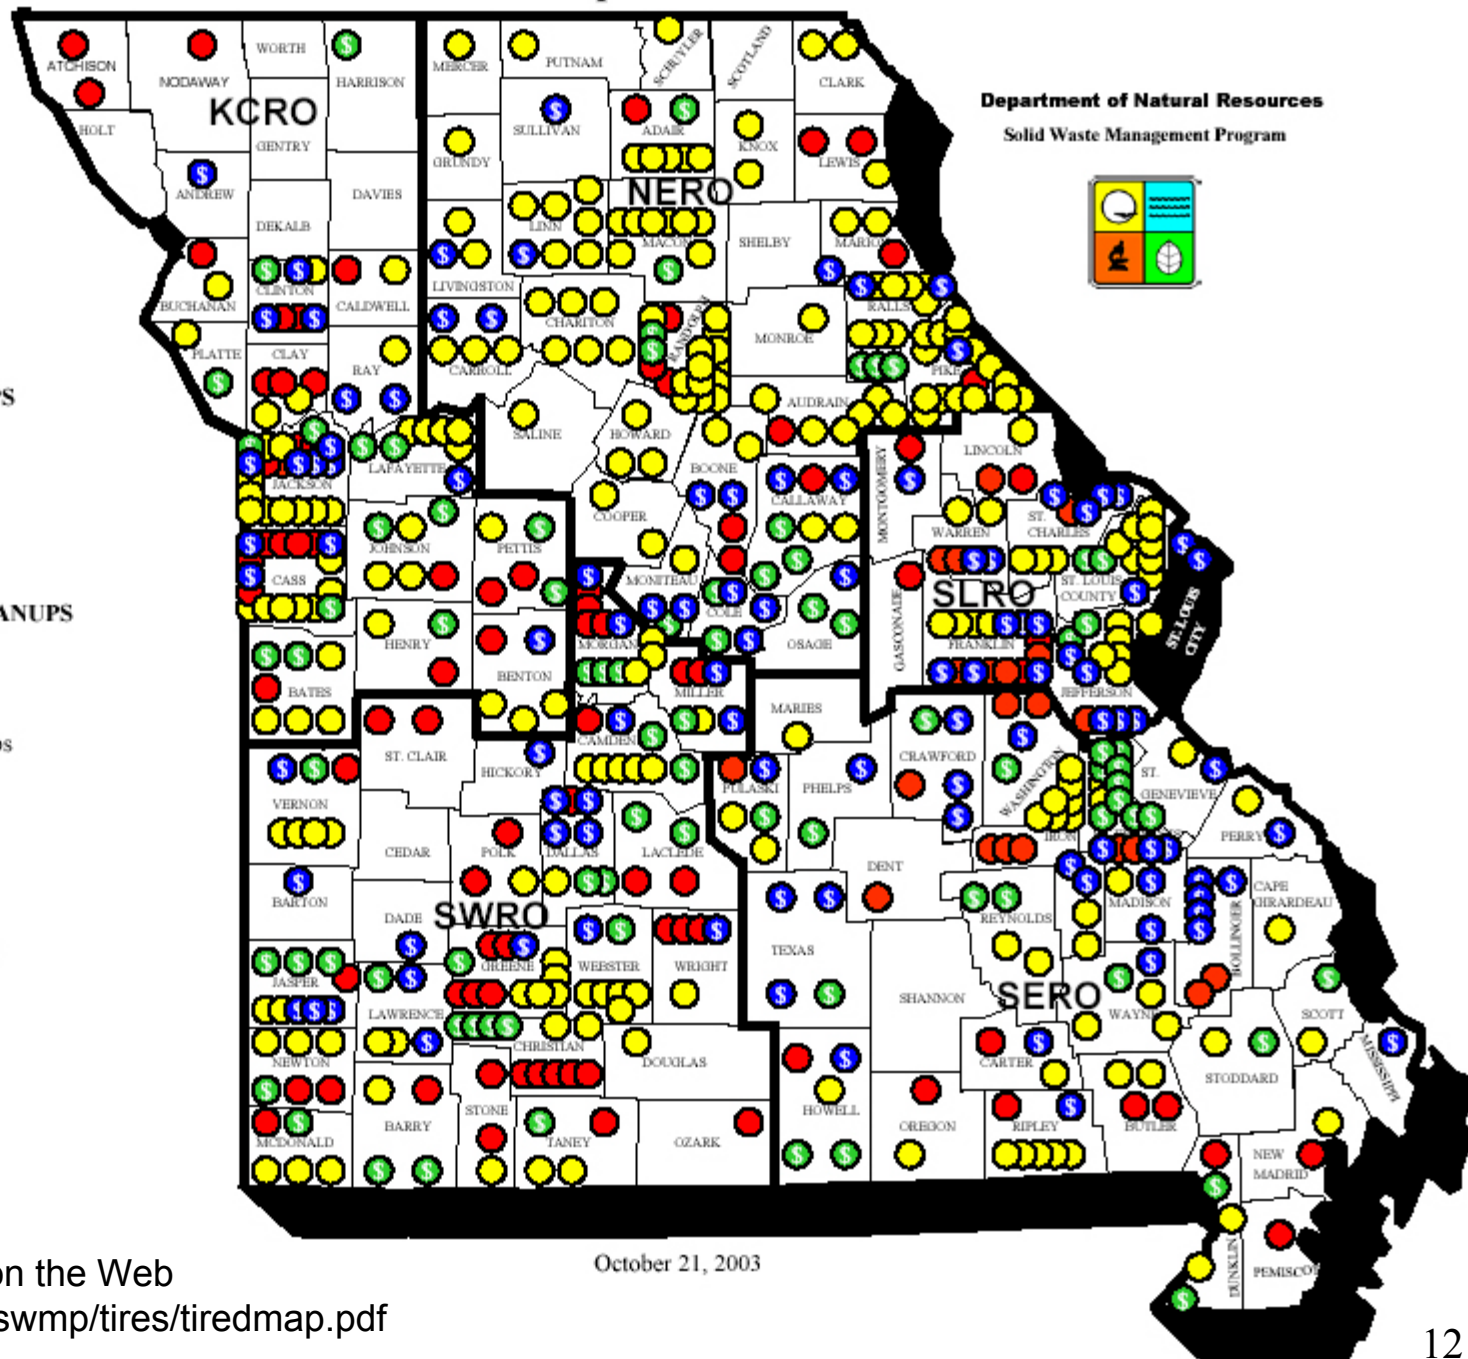 ATCHISON
NODAWAY
WORTH
HARRISON
MERCER
PUTNAM
SCHUYLER
SCOTLAND
CLARK
Department of Natural Resources
Solid Waste Management Program
KCRO
HOLT
GENTRY
SULLIVAN
ADAIR
KNOX
LEWIS
GRUNDY
ANDREW
DAVIES
NERO
DEKALB
LINN
MACON
SHELBY
MARION
BUCHANAN
CLINTON
CALDWELL
LIVINGSTON
CHARITON
RANDOLPH
MONROE
RALLS
PLATTE
CLAY
RAY
CARROLL
PIKE
PS
AUDRAIN
SALINE
HOWARD
BOONE
LINCOLN
MONTGOMERY
LAFAYETTE
JACKSON
CALLAWAY
COOPER
WARREN
ST.
CHARLES
JOHNSON
PETTIS
CASS
MONITEAU
COLE
SLRO
ST. LOUIS
COUNTY
ANUPS
ST. LOUIS
CITY
HENRY
BENTON
MORGAN
OSAGE
GASCONADE
FRANKLIN
BATES
MILLER
JEFFERSON
MARIES
ST. CLAIR
HICKORY
CAMDEN
PULASKI
PHELPS
CRAWFORD
WASHINGTON
ST.
GENEVIEVE
VERNON
CEDAR
POLK
DALLAS
LACLEDE
DENT
IRON
PERRY
BARTON
DADE
SWRO
REYNOLDS
MADISON
BOLLINGER
CAPE
GIRARDEAU
JASPER
GREENE
WEBSTER
WRIGHT
TEXAS
SHANNON
SERO
WAYNE
SCOTT
MISSISSIPPI
LAWRENCE
NEWTON
CHRISTIAN
DOUGLAS
CARTER
STODDARD
MCDONALD
BARRY
STONE
TANEY
OZARK
HOWELL
OREGON
RIPLEY
BUTLER
NEW
MADRID
DUNKLIN
PEMISCOT
October 21, 2003
on the Web
swmp/tires/tiredmap.pdf
12